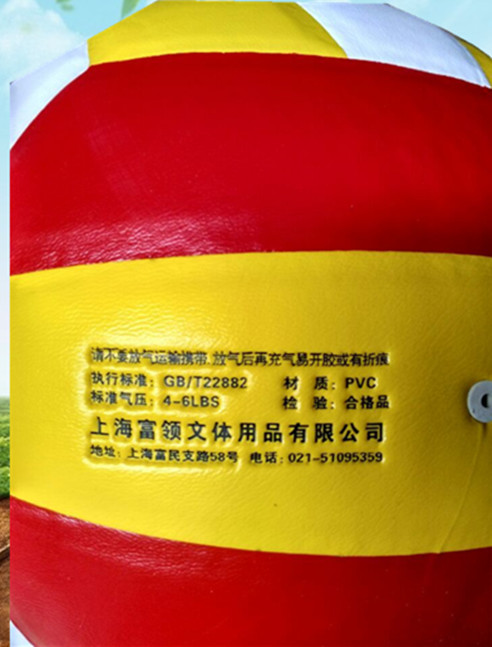 请不要放气运输携带,放气后再充气易开胶或有折痕
执行标准：GB/T22882 材 质：PVC
标准气压：4-6LBS 检 验：合格品
上海富领文体用品有限公司
地址：上海富民支路58号 电话：021-51095359